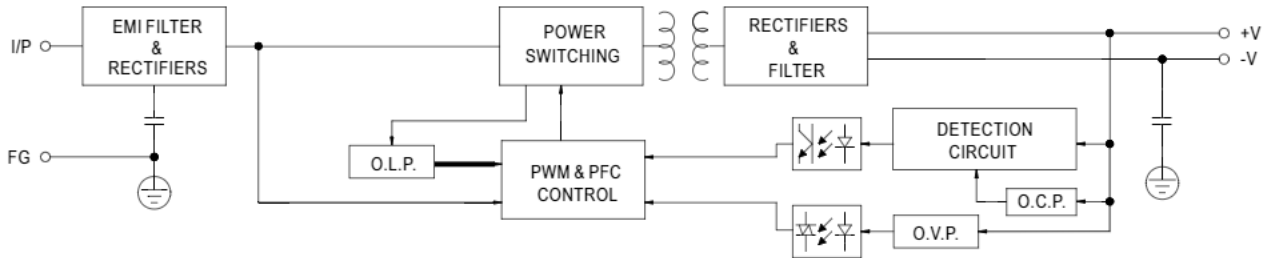 I/P
EMI FILTER
&
RECTIFIERS
POWER
SWITCHING
RECTIFIERS
&
FILTER
+V
-V
FG
O.L.P.
PWM & PFC
CONTROL
DETECTION
CIRCUIT
O.C.P.
O.V.P.